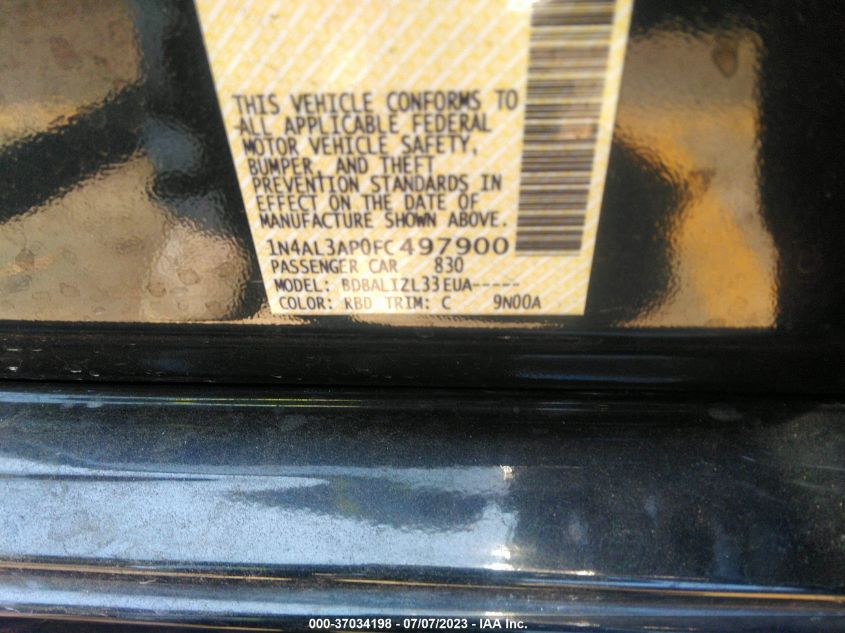 THIS VEHICLE CONFORMS TO
ALL APPLICABLE FEDERAL
MOTOR VEHICLE SAFETY,
BUMPER, AND THEFT
PREVENTION STANDARDS IN
EFFECT ON THE DATE OF
MANUFACTURE SHOWN ABOVE.
1N4AL3AP0FC497900
PASSENGER CAR 830
MODEL: BDBALIZL33EUA-----
COLOR: KBD TRIM: C 9N00A
000-37034198 - 07/07/2023 - IAA Inc.